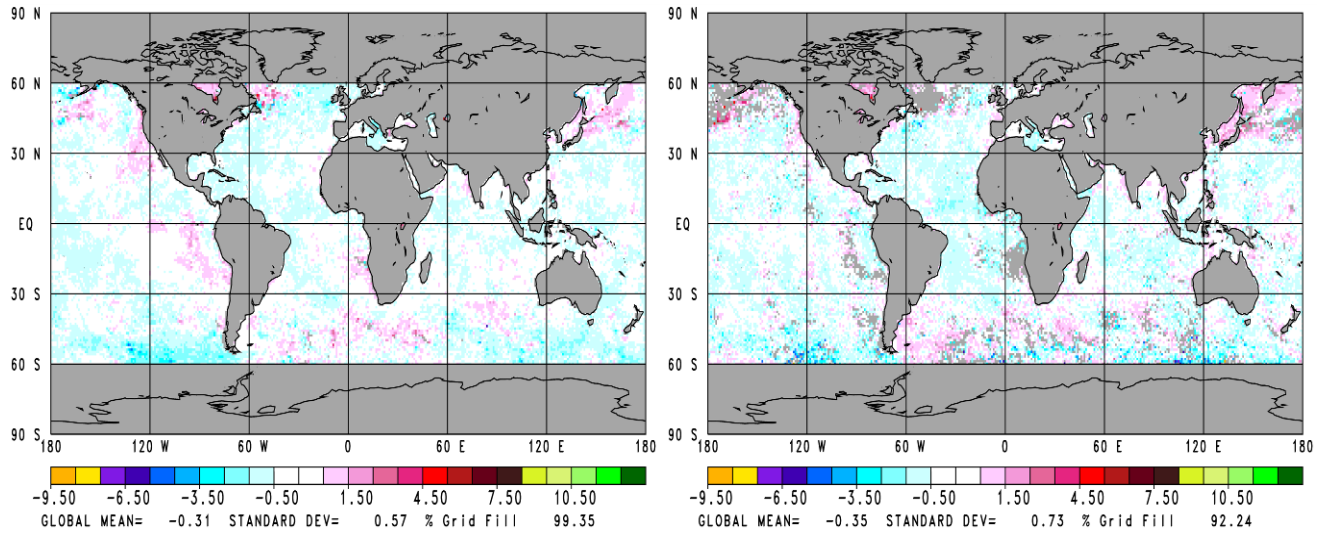 90 N 90 N
60 N 60 N
30 N 30 N
EQ EQ
30 S 30 S
60 S 60 S
90 S 90 S
180 120 W 60 W 0 60 E 120 E 180 180 120 W 60 W 0 60 E 120 E 180
-9.50 -6.50 -3.50 -0.50 1.50 4.50 7.50 10.50 -9.50 -6.50 -3.50 -0.50 1.50 4.50 7.50 10.50
GLOBAL MEAN= -0.31 STANDARD DEV= 0.57 % Grid Fill 99.35 GLOBAL MEAN= -0.35 STANDARD DEV= 0.73 % Grid Fill 92.24